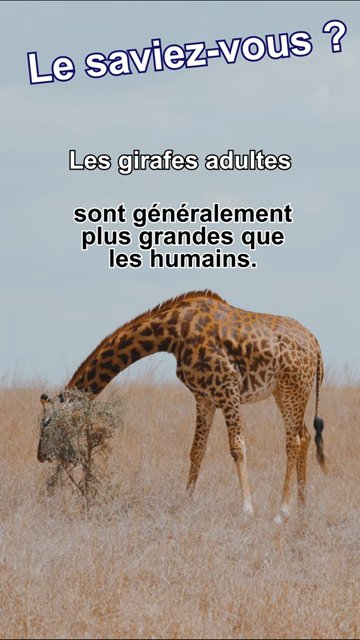 Le saviez-vous ?
Les girafes adultes
sont généralement
plus grandes que
les humains.